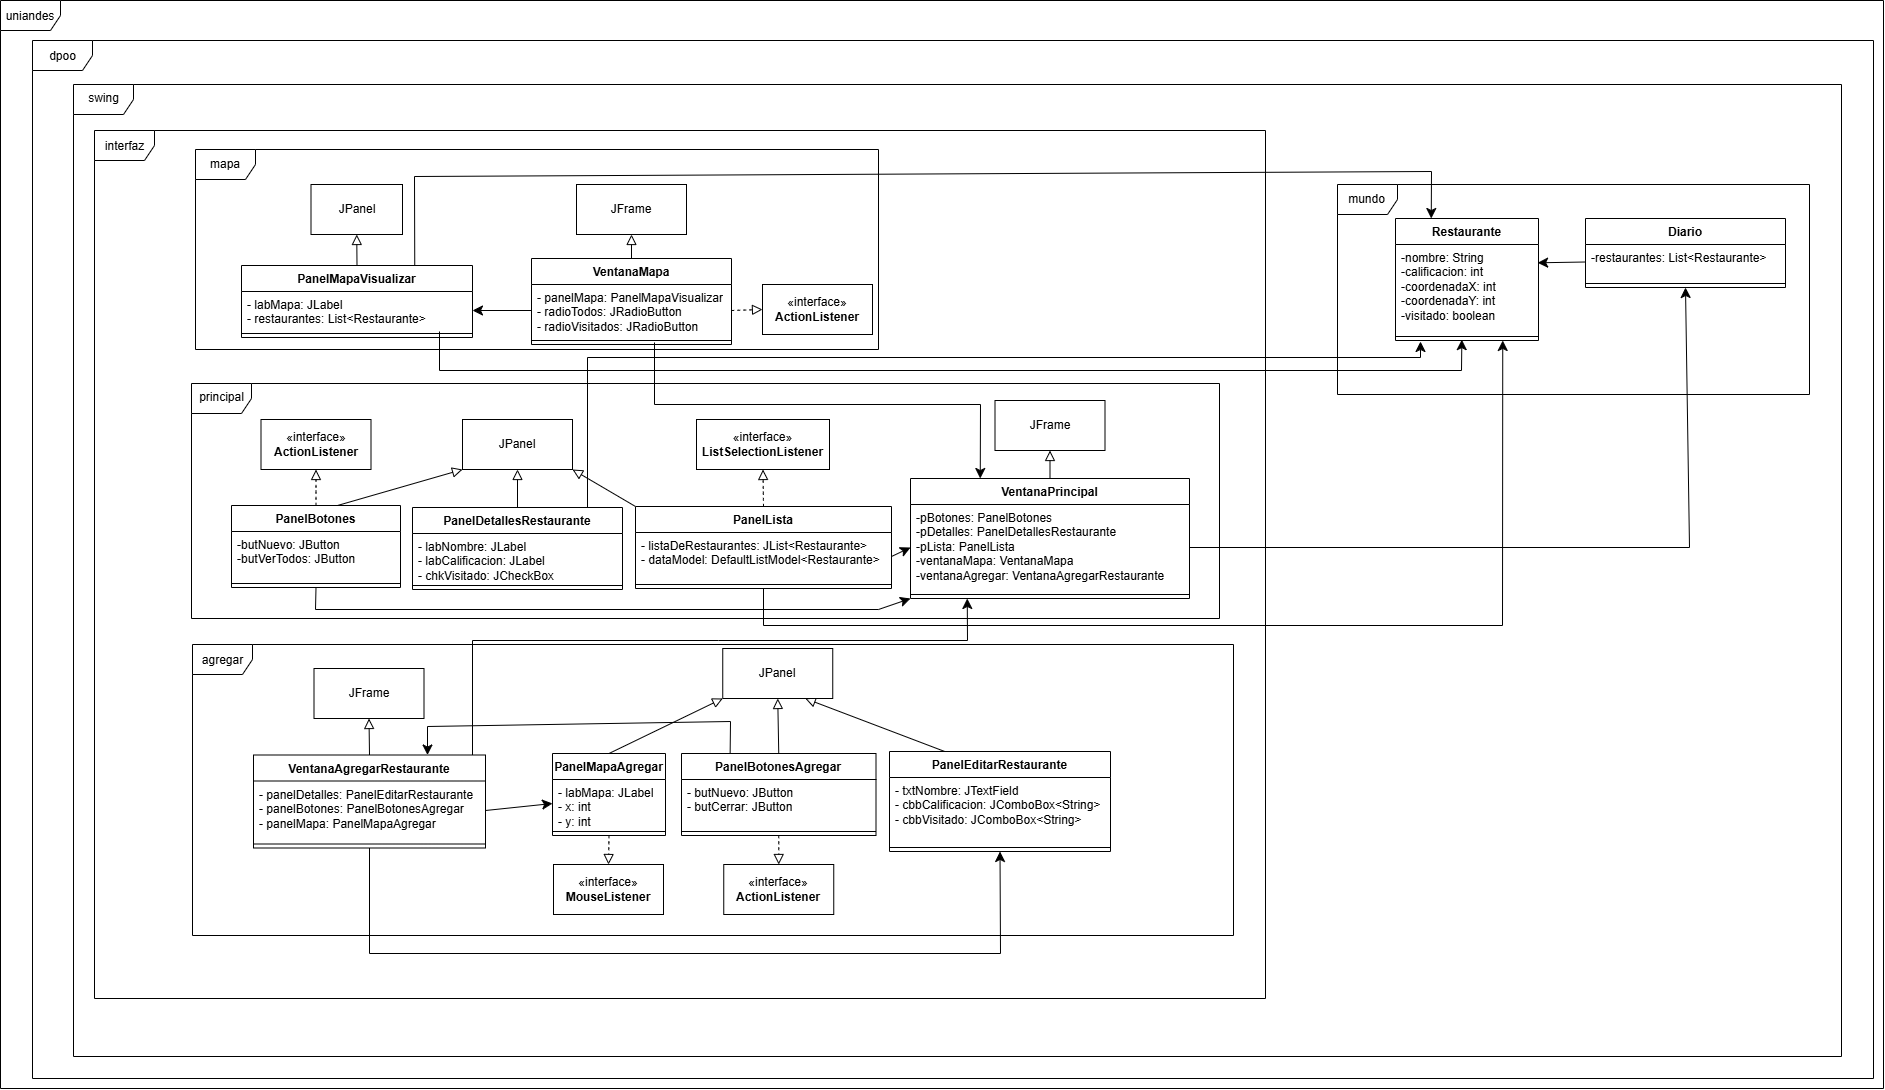 uniandes
dpoo
swing
interfaz
mapa
JPanel
JFrame
PanelMapaVisualizar
- labMapa: JLabel
- restaurantes: List<Restaurante>
VentanaMapa
- panelMapa: PanelMapaVisualizar
- radioTodos: JRadioButton
- radioVisitados: JRadioButton
«interface»
ActionListener
mundo
Restaurante
-nombre: String
-calificacion: int
-coordenadaX: int
-coordenadaY: int
-visitado: boolean
Diario
-restaurantes: List<Restaurante>
principal
«interface»
ActionListener
JPanel
«interface»
ListSelectionListener
JFrame
PanelBotones
-butNuevo: JButton
-butVerTodos: JButton
PanelDetallesRestaurante
- labNombre: JLabel
- labCalificacion: JLabel
- chkVisitado: JCheckBox
PanelLista
- listaDeRestaurantes: JList<Restaurante>
- dataModel: DefaultListModel<Restaurante>
VentanaPrincipal
-pBotones: PanelBotones
-pDetalles: PanelDetallesRestaurante
-pLista: PanelLista
-ventanaMapa: VentanaMapa
-ventanaAgregar: VentanaAgregarRestaurante
agregar
JFrame
JPanel
VentanaAgregarRestaurante
- panelDetalles: PanelEditarRestaurante
- panelBotones: PanelBotonesAgregar
- panelMapa: PanelMapaAgregar
PanelMapaAgregar
- labMapa: JLabel
- x: int
- y: int
PanelBotonesAgregar
- butNuevo: JButton
- butCerrar: JButton
PanelEditarRestaurante
- txtNombre: JTextField
- cbbCalificacion: JComboBox<String>
- cbbVisitado: JComboBox<String>
«interface»
MouseListener
«interface»
ActionListener